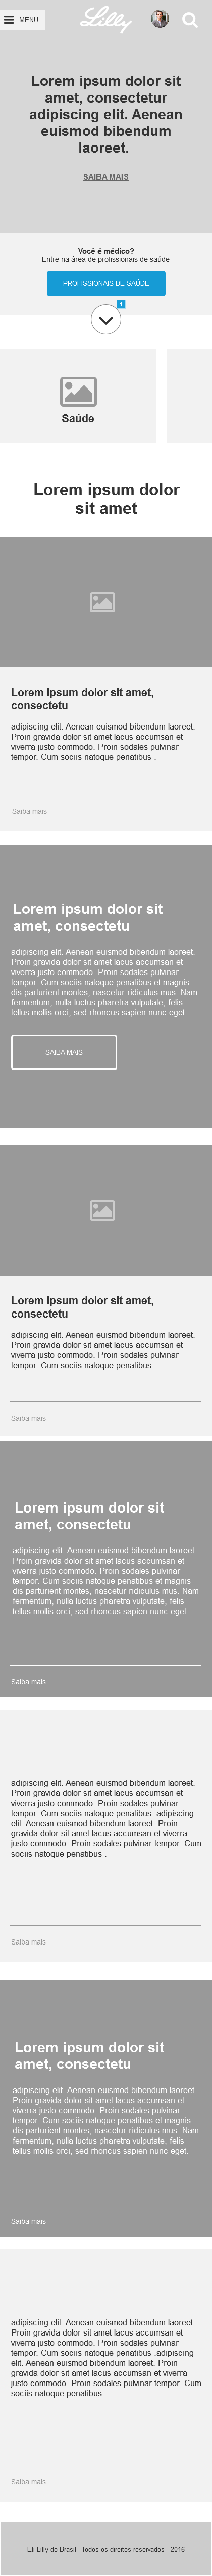 MENU
Lilly
Lorem ipsum dolor sit
amet, consectetur
adipiscing elit. Aenean
euismod bibendum
laoreet.
SAIBA MAIS
Você é médico?
Entre na área de profissionais de saúde
PROFISSIONAIS DE SAÚDE
1
Saúde
Lorem ipsum dolor
sit amet
Lorem ipsum dolor sit amet,
consectetu
adipiscing elit. Aenean euismod bibendum laoreet.
Proin gravida dolor sit amet lacus accumsan et
viverra justo commodo. Proin sodales pulvinar
tempor. Cum sociis natoque penatibus .
Saiba mais
Lorem ipsum dolor sit
amet, consectetu
adipiscing elit. Aenean euismod bibendum laoreet.
Proin gravida dolor sit amet lacus accumsan et
viverra justo commodo. Proin sodales pulvinar
tempor. Cum sociis natoque penatibus et magnis
dis parturient montes, nascetur ridiculus mus. Nam
fermentum, nulla luctus pharetra vulputate, felis
tellus mollis orci, sed rhoncus sapien nunc eget.
SAIBA MAIS
Lorem ipsum dolor sit amet,
consectetu
adipiscing elit. Aenean euismod bibendum laoreet.
Proin gravida dolor sit amet lacus accumsan et
viverra justo commodo. Proin sodales pulvinar
tempor. Cum sociis natoque penatibus .
Saiba mais
Lorem ipsum dolor sit
amet, consectetu
adipiscing elit. Aenean euismod bibendum laoreet.
Proin gravida dolor sit amet lacus accumsan et
viverra justo commodo. Proin sodales pulvinar
tempor. Cum sociis natoque penatibus et magnis
dis parturient montes, nascetur ridiculus mus. Nam
fermentum, nulla luctus pharetra vulputate, felis
tellus mollis orci, sed rhoncus sapien nunc eget.
Saiba mais
adipiscing elit. Aenean euismod bibendum laoreet.
Proin gravida dolor sit amet lacus accumsan et
viverra justo commodo. Proin sodales pulvinar
tempor. Cum sociis natoque penatibus .adipiscing
elit. Aenean euismod bibendum laoreet. Proin
gravida dolor sit amet lacus accumsan et viverra
justo commodo. Proin sodales pulvinar tempor. Cum
sociis natoque penatibus .
Saiba mais
Lorem ipsum dolor sit
amet, consectetu
adipiscing elit. Aenean euismod bibendum laoreet.
Proin gravida dolor sit amet lacus accumsan et
viverra justo commodo. Proin sodales pulvinar
tempor. Cum sociis natoque penatibus et magnis
dis parturient montes, nascetur ridiculus mus. Nam
fermentum, nulla luctus pharetra vulputate, felis
tellus mollis orci, sed rhoncus sapien nunc eget.
Saiba mais
adipiscing elit. Aenean euismod bibendum laoreet.
Proin gravida dolor sit amet lacus accumsan et
viverra justo commodo. Proin sodales pulvinar
tempor. Cum sociis natoque penatibus .adipiscing
elit. Aenean euismod bibendum laoreet. Proin
gravida dolor sit amet lacus accumsan et viverra
justo commodo. Proin sodales pulvinar tempor. Cum
sociis natoque penatibus .
Saiba mais
Eli Lilly do Brasil - Todos os direitos reservados - 2016